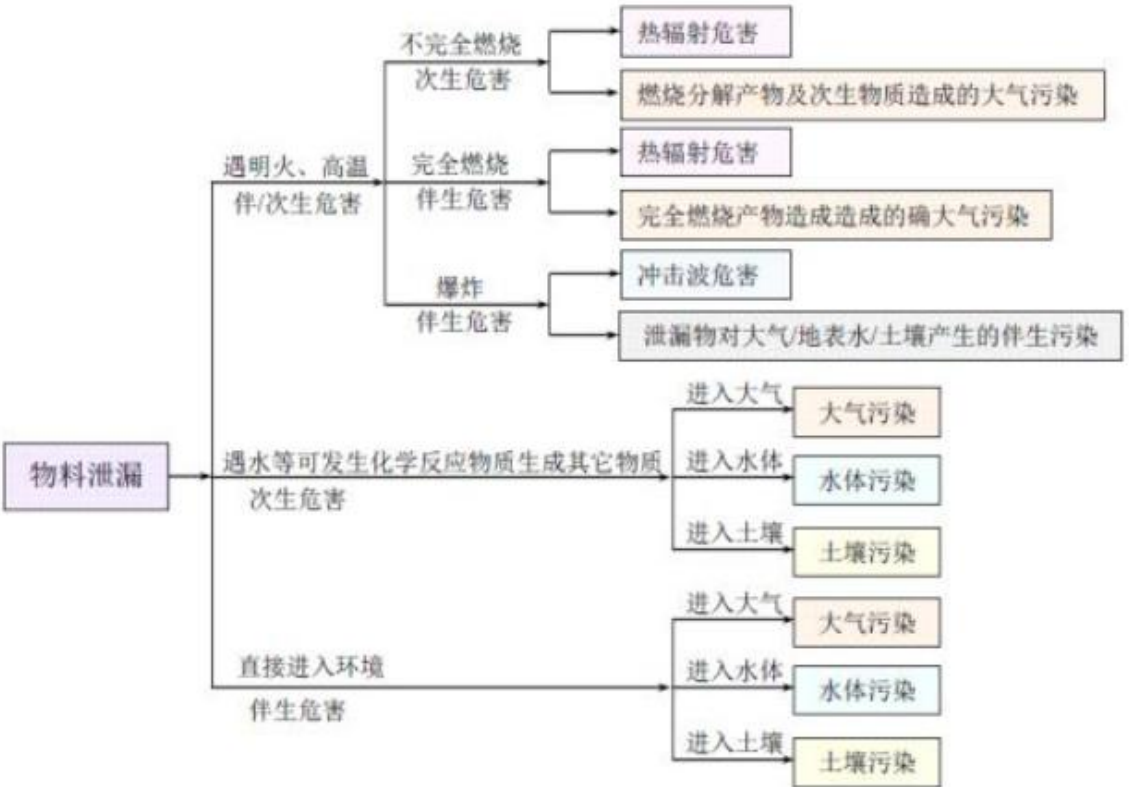 不完全燃烧
次生危害
热辐射危害
燃烧分解产物及次生物质造成的大气污染
遇明火、高温
伴/次生危害
完全燃烧
伴生危害
热辐射危害
完全燃烧产物造成造成的确大气污染
爆炸
伴生危害
冲击波危害
泄漏物对大气/地表水/土壤产生的伴生污染
物料泄漏
遇水等可发生化学反应物质生成其它物质
次生危害
进入大气
大气污染
进入水体
水体污染
进入土壤
土壤污染
直接进入环境
伴生危害
进入大气
大气污染
进入水体
水体污染
进入土壤
土壤污染